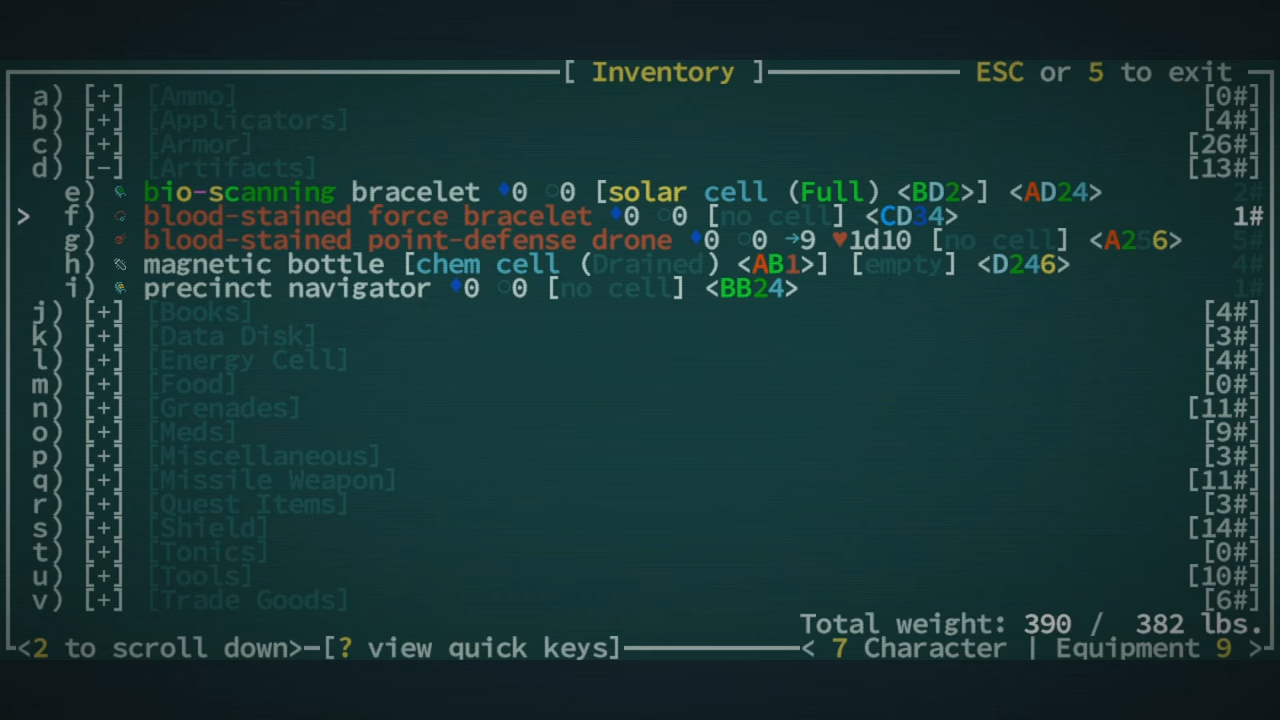 [ Inventory ] ESC or 5 to exit
a) [+] [Ammo] [0#]
b) [+] [Applicators] [4#]
c) [+] [Armor] [26#]
d) [-] [Artifacts] [13#]
e) bio-scanning bracelet ♦0 ○0 [solar cell (Full) <BD2>] <AD24> 2#
> f) blood-stained force bracelet ♦0 ○0 [no cell] <CD34> 1#
g) blood-stained point-defense drone ♦0 ○0 →9 ♥1d10 [no cell] <A256> 5#
h) magnetic bottle [chem cell (Drained) <AB1>] [empty] <D246> 4#
i) precinct navigator ♦0 ○0 [no cell] <BB24> 1#
j) [+] [Books] [4#]
k) [+] [Data Disk] [3#]
l) [+] [Energy Cell] [4#]
m) [+] [Food] [0#]
n) [+] [Grenades] [11#]
o) [+] [Meds] [9#]
p) [+] [Miscellaneous] [3#]
q) [+] [Missile Weapon] [11#]
r) [+] [Quest Items] [3#]
s) [+] [Shield] [14#]
t) [+] [Tonics] [0#]
u) [+] [Tools] [10#]
v) [+] [Trade Goods] [6#]
Total weight: 390 / 382 lbs.
<2 to scroll down> [? view quick keys] < 7 Character | Equipment 9 >